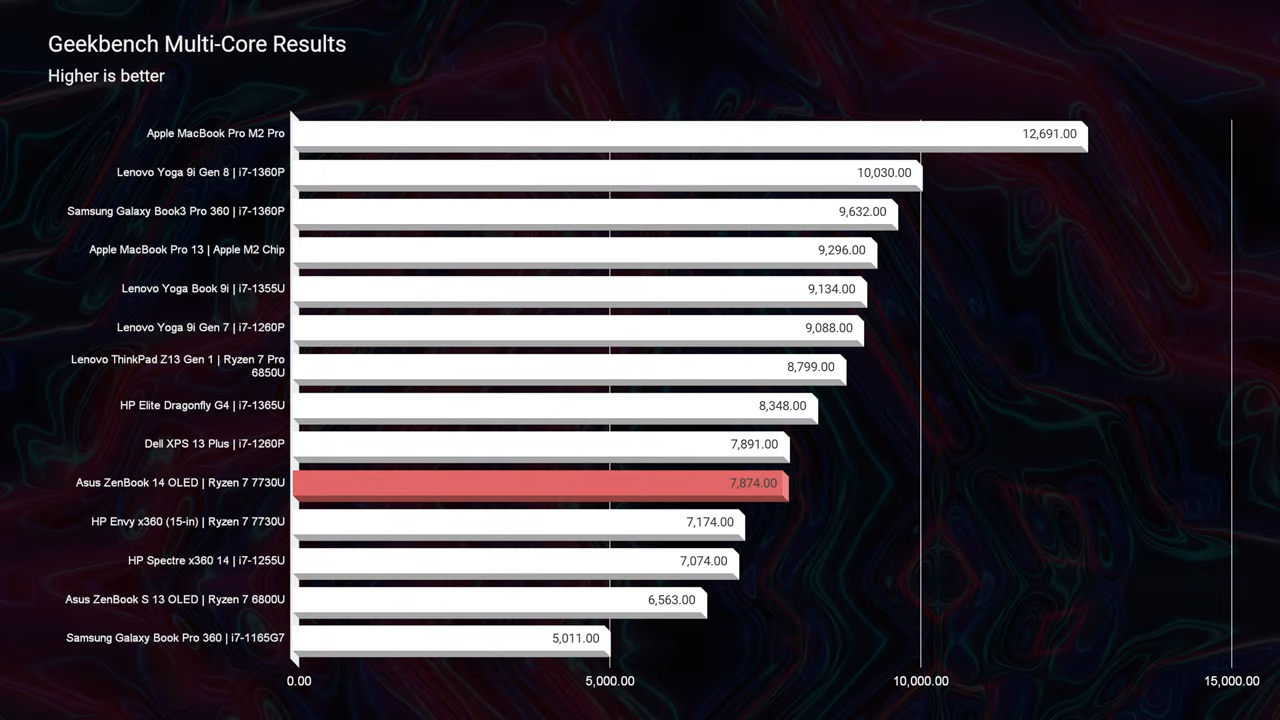 Geekbench Multi-Core Results
Higher is better
Apple MacBook Pro M2 Pro
12,691.00
Lenovo Yoga 9i Gen 8 | i7-1360P
10,030.00
Samsung Galaxy Book3 Pro 360 | i7-1360P
9,632.00
Apple MacBook Pro 13 | Apple M2 Chip
9,296.00
Lenovo Yoga Book 9i | i7-1355U
9,134.00
Lenovo Yoga 9i Gen 7 | i7-1260P
9,088.00
Lenovo ThinkPad Z13 Gen 1 | Ryzen 7 Pro
6850U
8,799.00
HP Elite Dragonfly G4 | i7-1365U
8,348.00
Dell XPS 13 Plus | i7-1260P
7,891.00
Asus ZenBook 14 OLED | Ryzen 7 7730U
7,874.00
HP Envy x360 (15-in) | Ryzen 7 7730U
7,174.00
HP Spectre x360 14 | i7-1255U
7,074.00
Asus ZenBook S 13 OLED | Ryzen 7 6800U
6,563.00
Samsung Galaxy Book Pro 360 | i7-1165G7
5,011.00
0.00
5,000.00
10,000.00
15,000.00